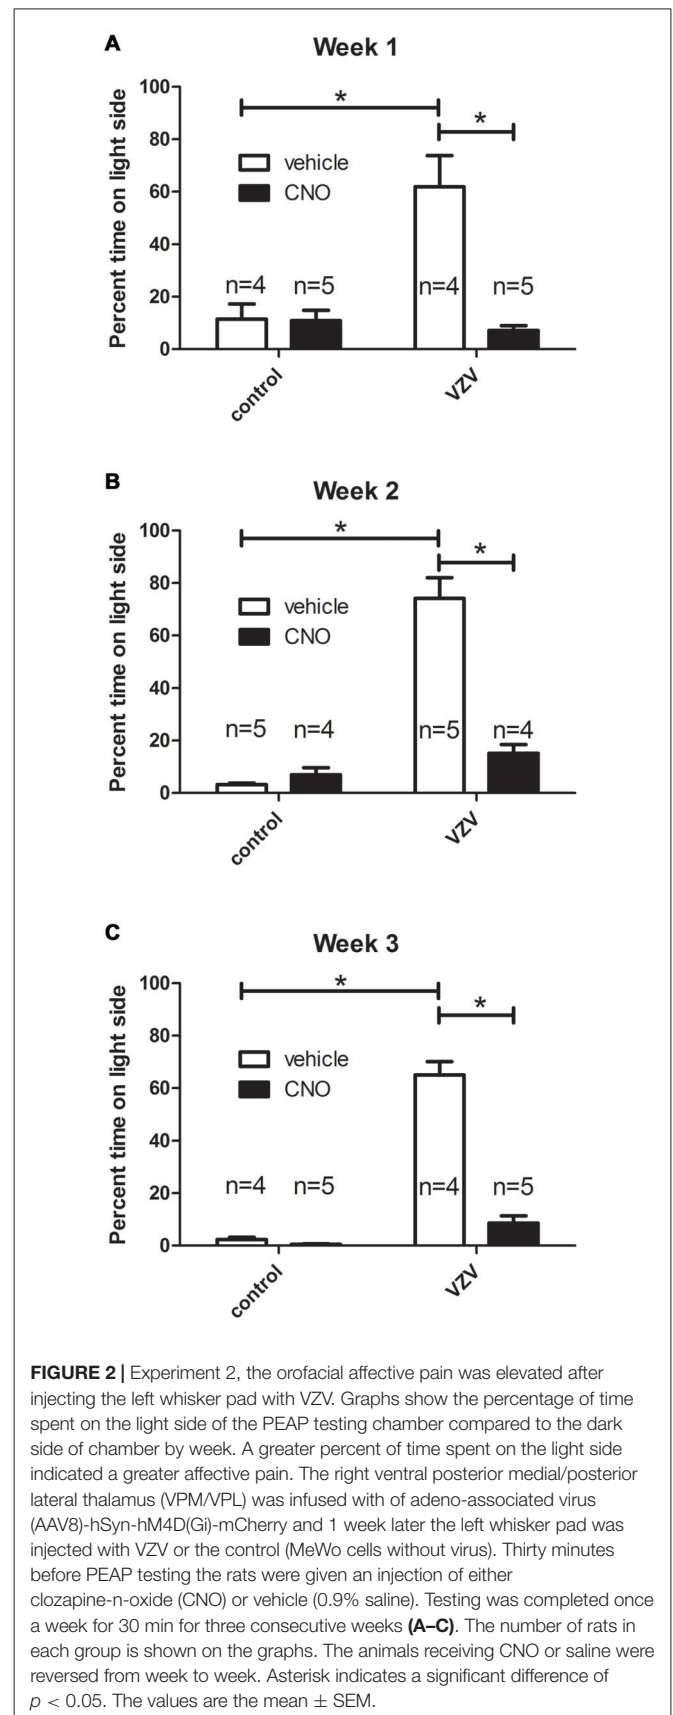 A
Week 1
Percent time on light side
100
80
60
40
20
0
*
*
vehicle
CNO
n=4
n=5
n=4
n=5
control
VZV
B
Week 2
Percent time on light side
100
80
60
40
20
0
*
*
vehicle
CNO
n=5
n=4
n=5
n=4
control
VZV
C
Week 3
Percent time on light side
100
80
60
40
20
0
*
*
vehicle
CNO
n=4
n=5
n=4
n=5
control
VZV
FIGURE 2 | Experiment 2, the orofacial affective pain was elevated after
injecting the left whisker pad with VZV. Graphs show the percentage of time
spent on the light side of the PEAP testing chamber compared to the dark
side of chamber by week. A greater percent of time spent on the light side
indicated a greater affective pain. The right ventral posterior medial/posterior
lateral thalamus (VPM/VPL) was infused with of adeno-associated virus
(AAV8)-hSyn-hM4D(Gi)-mCherry and 1 week later the left whisker pad was
injected with VZV or the control (MeWo cells without virus). Thirty minutes
before PEAP testing the rats were given an injection of either
clozapine-n-oxide (CNO) or vehicle (0.9% saline). Testing was completed once
a week for 30 min for three consecutive weeks (A–C). The number of rats in
each group is shown on the graphs. The animals receiving CNO or saline were
reversed from week to week. Asterisk indicates a significant difference of
p < 0.05. The values are the mean ± SEM.